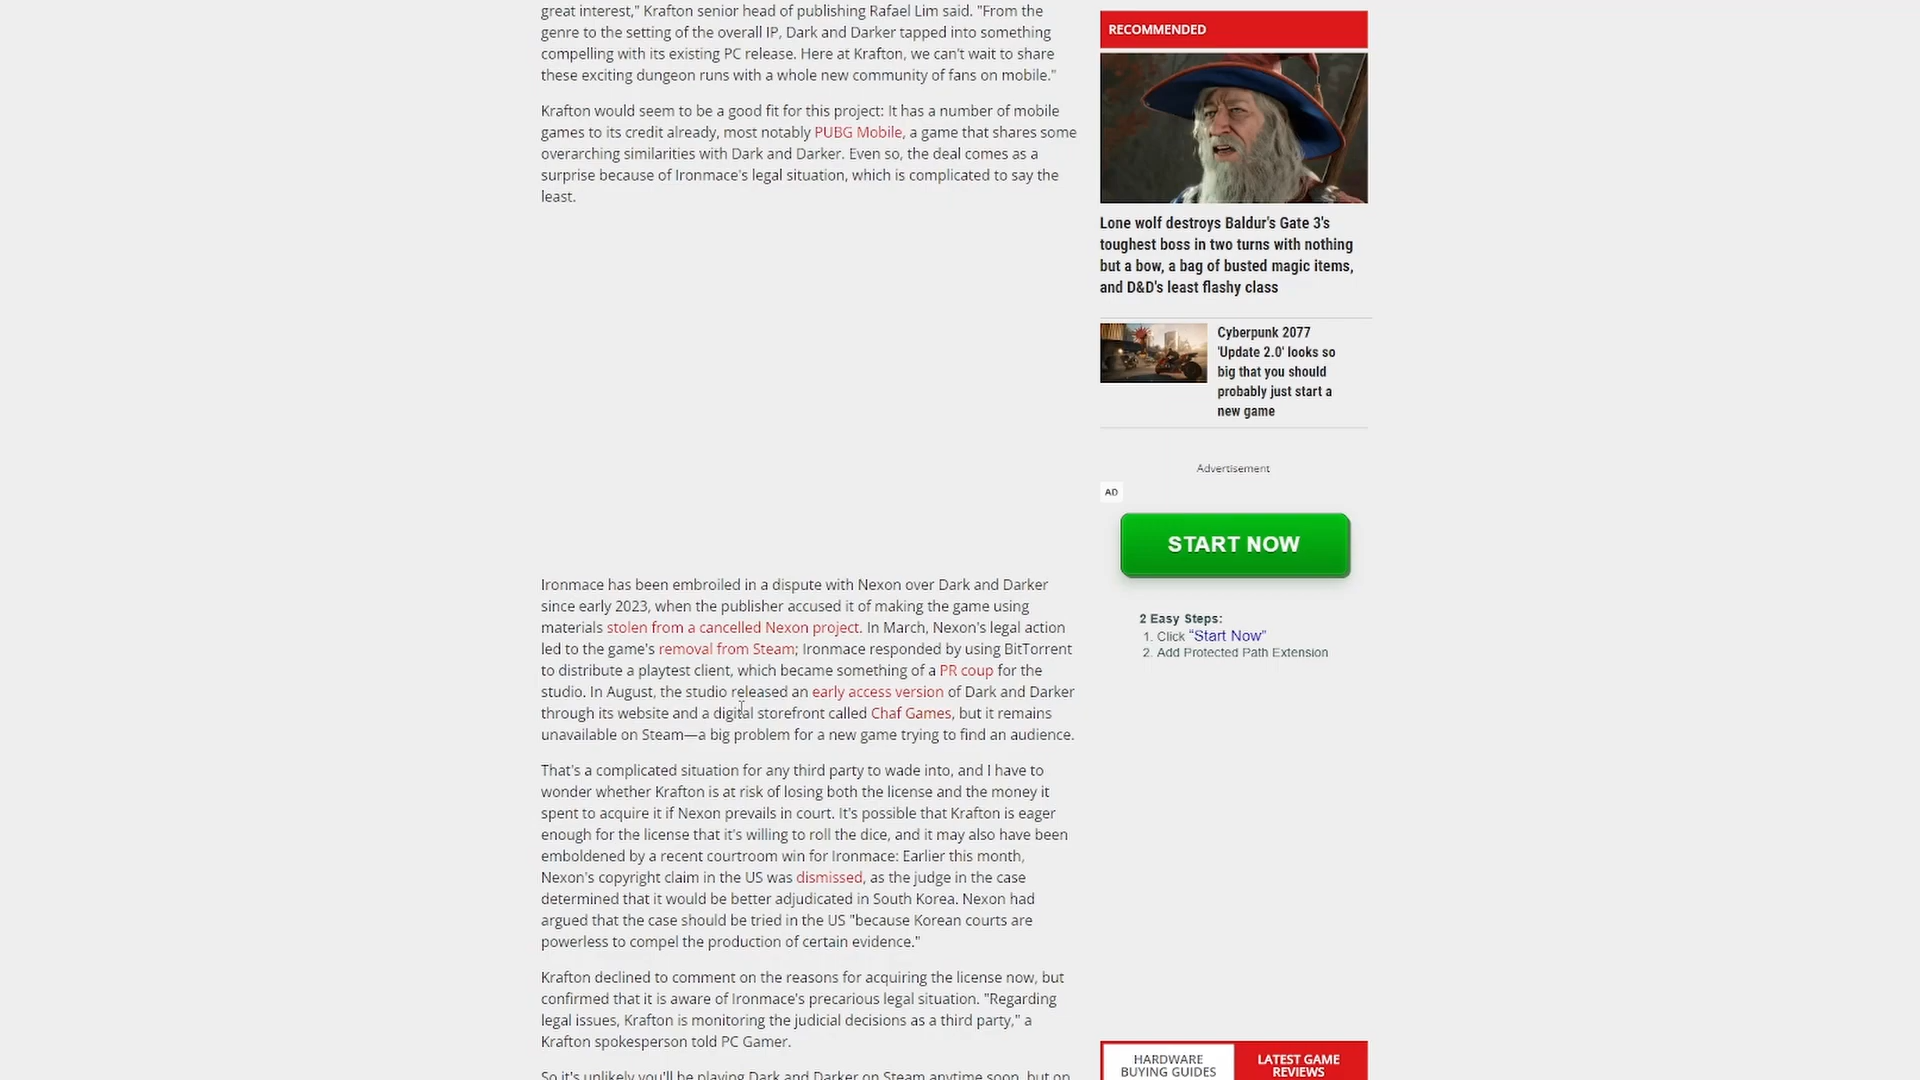 great interest," Krafton senior head of publishing Rafael Lim said. "From the
genre to the setting of the overall IP, Dark and Darker tapped into something
compelling with its existing PC release. Here at Krafton, we can't wait to share
these exciting dungeon runs with a whole new community of fans on mobile."
Krafton would seem to be a good fit for this project: It has a number of mobile
games to its credit already, most notably PUBG Mobile, a game that shares some
overarching similarities with Dark and Darker. Even so, the deal comes as a
surprise because of Ironmace's legal situation, which is complicated to say the
least.
Ironmace has been embroiled in a dispute with Nexon over Dark and Darker
since early 2023, when the publisher accused it of making the game using
materials stolen from a cancelled Nexon project. In March, Nexon's legal action
led to the game's removal from Steam; Ironmace responded by using BitTorrent
to distribute a playtest client, which became something of a PR coup for the
studio. In August, the studio released an early access version of Dark and Darker
through its website and a digital storefront called Chaf Games, but it remains
unavailable on Steam—a big problem for a new game trying to find an audience.
That's a complicated situation for any third party to wade into, and I have to
wonder whether Krafton is at risk of losing both the license and the money it
spent to acquire it if Nexon prevails in court. It's possible that Krafton is eager
enough for the license that it's willing to roll the dice, and it may also have been
emboldened by a recent courtroom win for Ironmace: Earlier this month,
Nexon's copyright claim in the US was dismissed, as the judge in the case
determined that it would be better adjudicated in South Korea. Nexon had
argued that the case should be tried in the US "because Korean courts are
powerless to compel the production of certain evidence."
Krafton declined to comment on the reasons for acquiring the license now, but
confirmed that it is aware of Ironmace's precarious legal situation. "Regarding
legal issues, Krafton is monitoring the judicial decisions as a third party," a
Krafton spokesperson told PC Gamer.
So it's unlikely you'll be playing Dark and Darker on Steam anytime soon, but on
RECOMMENDED
Lone wolf destroys Baldur's Gate 3's
toughest boss in two turns with nothing
but a bow, a bag of busted magic items,
and D&D's least flashy class
Cyberpunk 2077
'Update 2.0' looks so
big that you should
probably just start a
new game
Advertisement
AD
START NOW
2 Easy Steps:
1. Click "Start Now"
2. Add Protected Path Extension
HARDWARE
BUYING GUIDES
LATEST GAME
REVIEWS